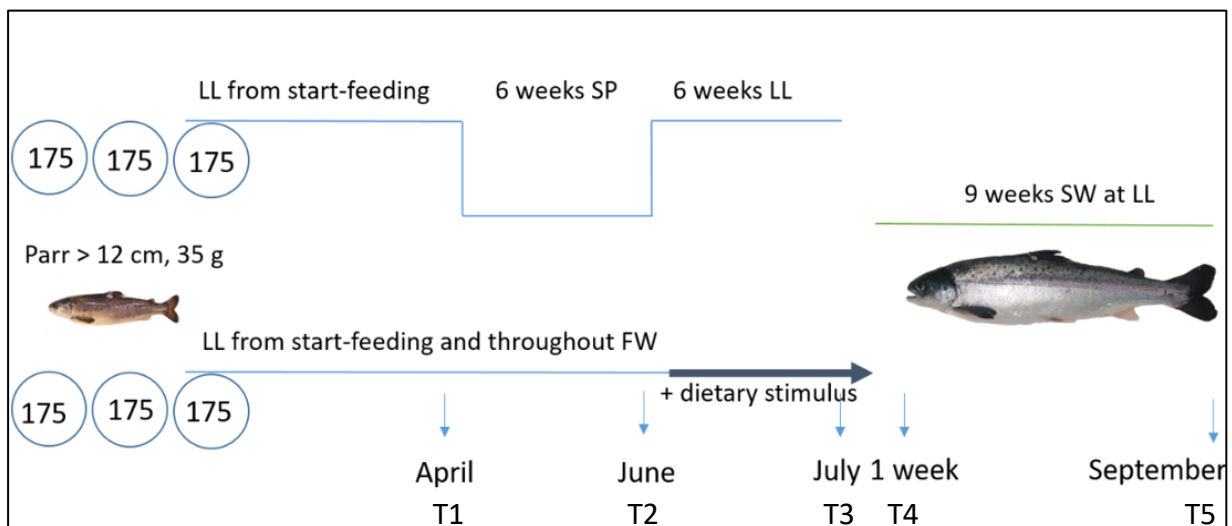 LL from start-feeding
6 weeks SP
6 weeks LL
175
175
175
9 weeks SW at LL
Parr > 12 cm, 35 g
LL from start-feeding and throughout FW
+ dietary stimulus
175
175
175
April
June
July
1 week
September
T1
T2
T3
T4
T5